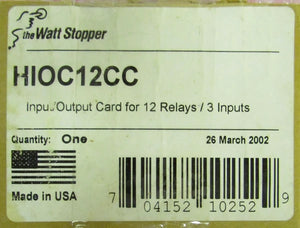 the Watt Stopper
HIOC12CC
Input/Output Card for 12 Relays / 3 Inputs
Quantity: One 26 March 2002
Made in USA
7 04152 10252 9